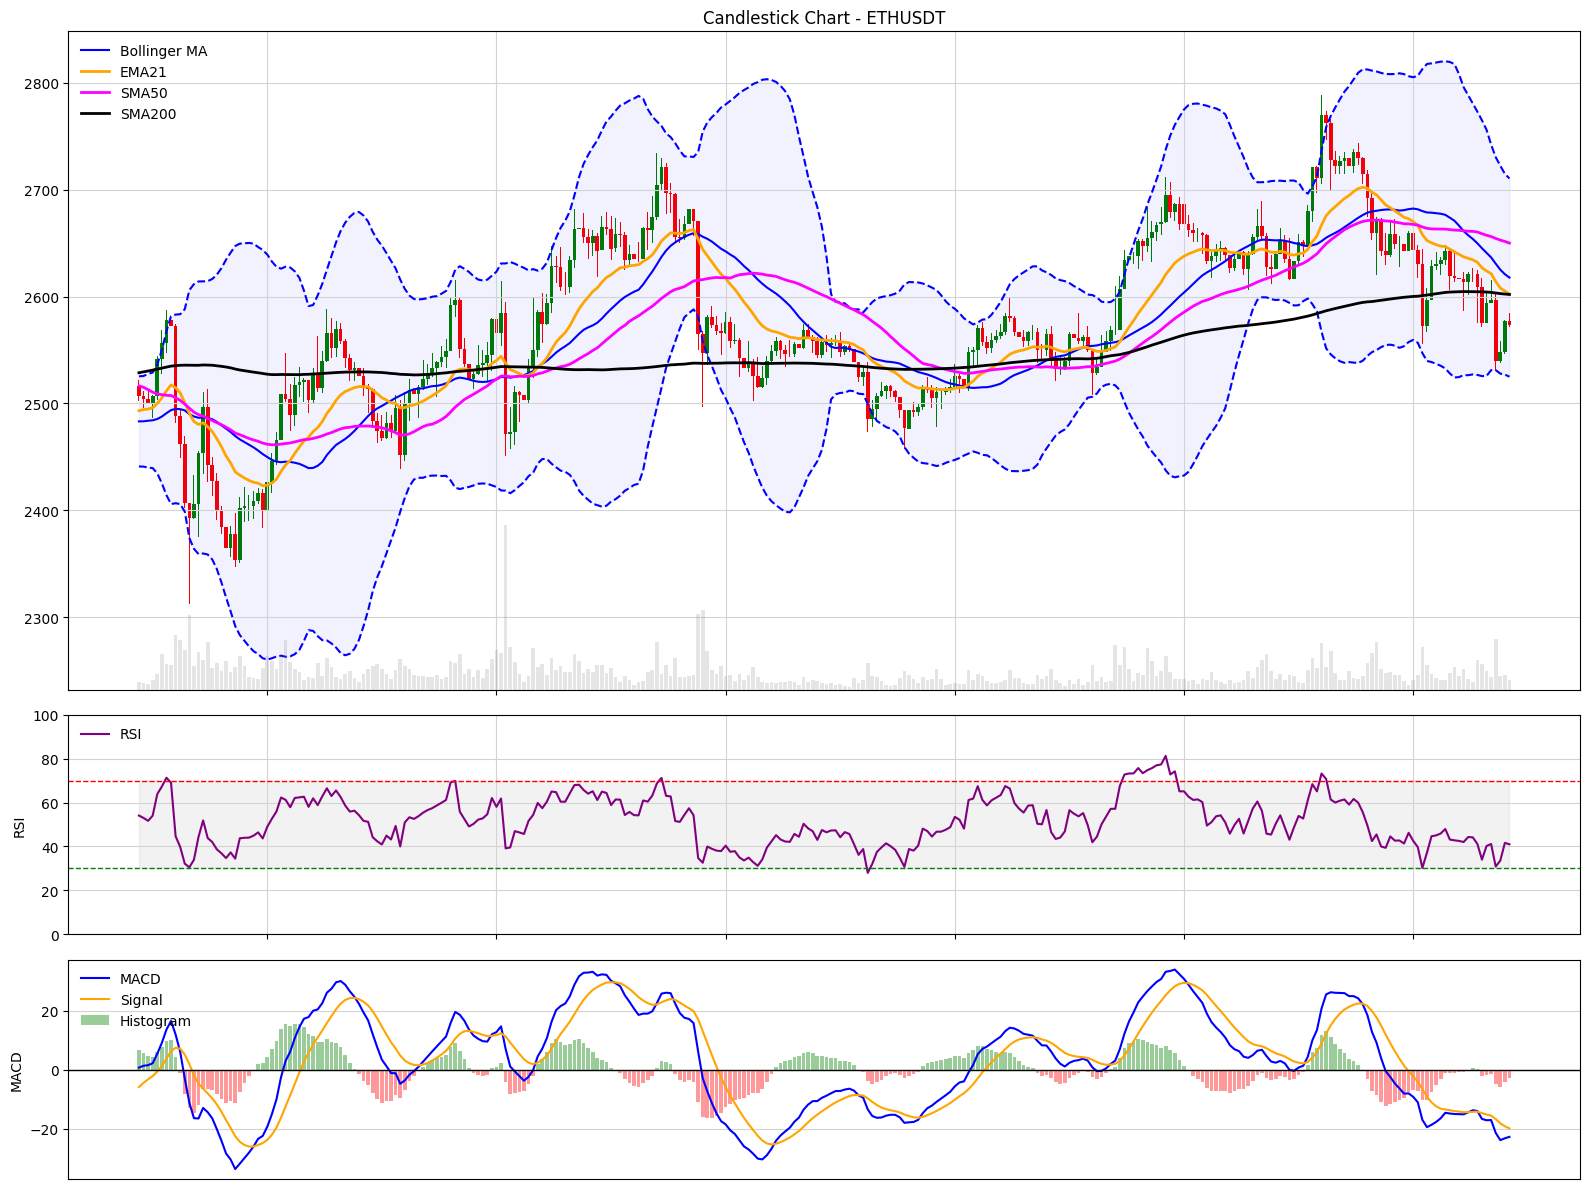 Candlestick Chart - ETHUSDT
Bollinger MA
EMA21
SMA50
SMA200
2800
2700
2600
2500
2400
2300
RSI
100
80
60
40
20
0
RSI
MACD
Signal
Histogram
20
0
−20
MACD